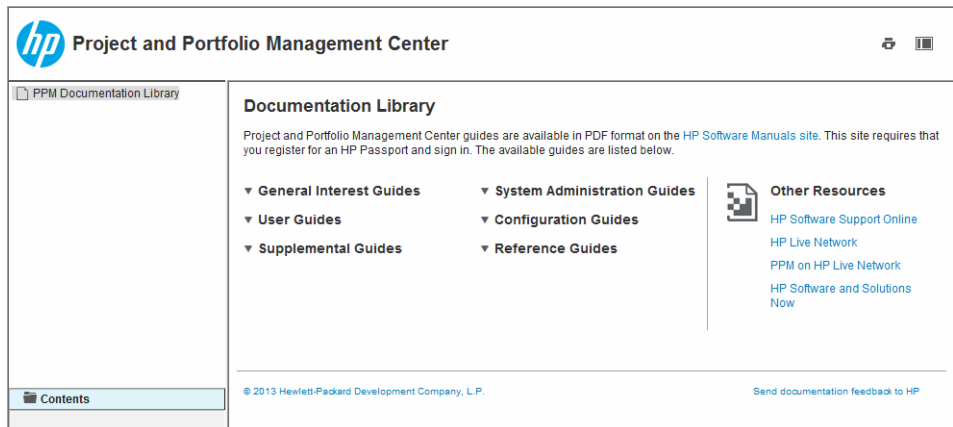 hp
Project and Portfolio Management Center
PPM Documentation Library
Documentation Library
Project and Portfolio Management Center guides are available in PDF format on the HP Software Manuals site. This site requires that
you register for an HP Passport and sign in. The available guides are listed below.
General Interest Guides
System Administration Guides
User Guides
Configuration Guides
Supplemental Guides
Reference Guides
Other Resources
HP Software Support Online
HP Live Network
PPM on HP Live Network
HP Software and Solutions
Now
Contents
© 2013 Hewlett-Packard Development Company, L.P.
Send documentation feedback to HP